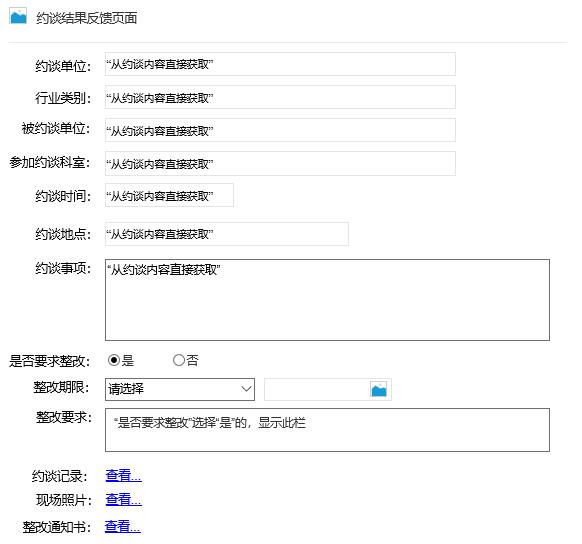 约谈结果反馈页面
约谈单位： “从约谈内容直接获取”
行业类别： “从约谈内容直接获取”
被约谈单位： “从约谈内容直接获取”
参加约谈科室： “从约谈内容直接获取”
约谈时间： “从约谈内容直接获取”
约谈地点： “从约谈内容直接获取”
约谈事项： “从约谈内容直接获取”
是否要求整改： 是 否
整改期限： 请选择
整改要求： “是否要求整改”选择“是”的，显示此栏
约谈记录： 查看...
现场照片： 查看...
整改通知书： 查看...